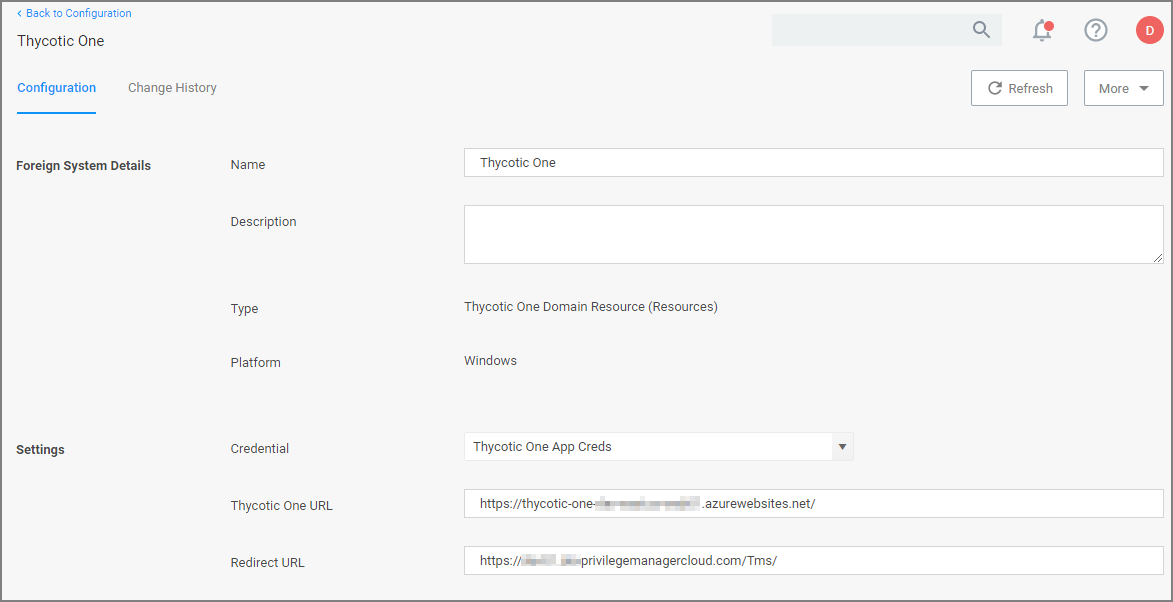 Back to Configuration
Thycotic One
D
Configuration
Change History
Refresh
More
Foreign System Details
Name
Thycotic One
Description
Type
Thycotic One Domain Resource (Resources)
Platform
Windows
Settings
Credential
Thycotic One App Creds
Thycotic One URL
https://thycotic-one-
.azurewebsites.net/
Redirect URL
https://
privilegemanagercloud.com/Tms/